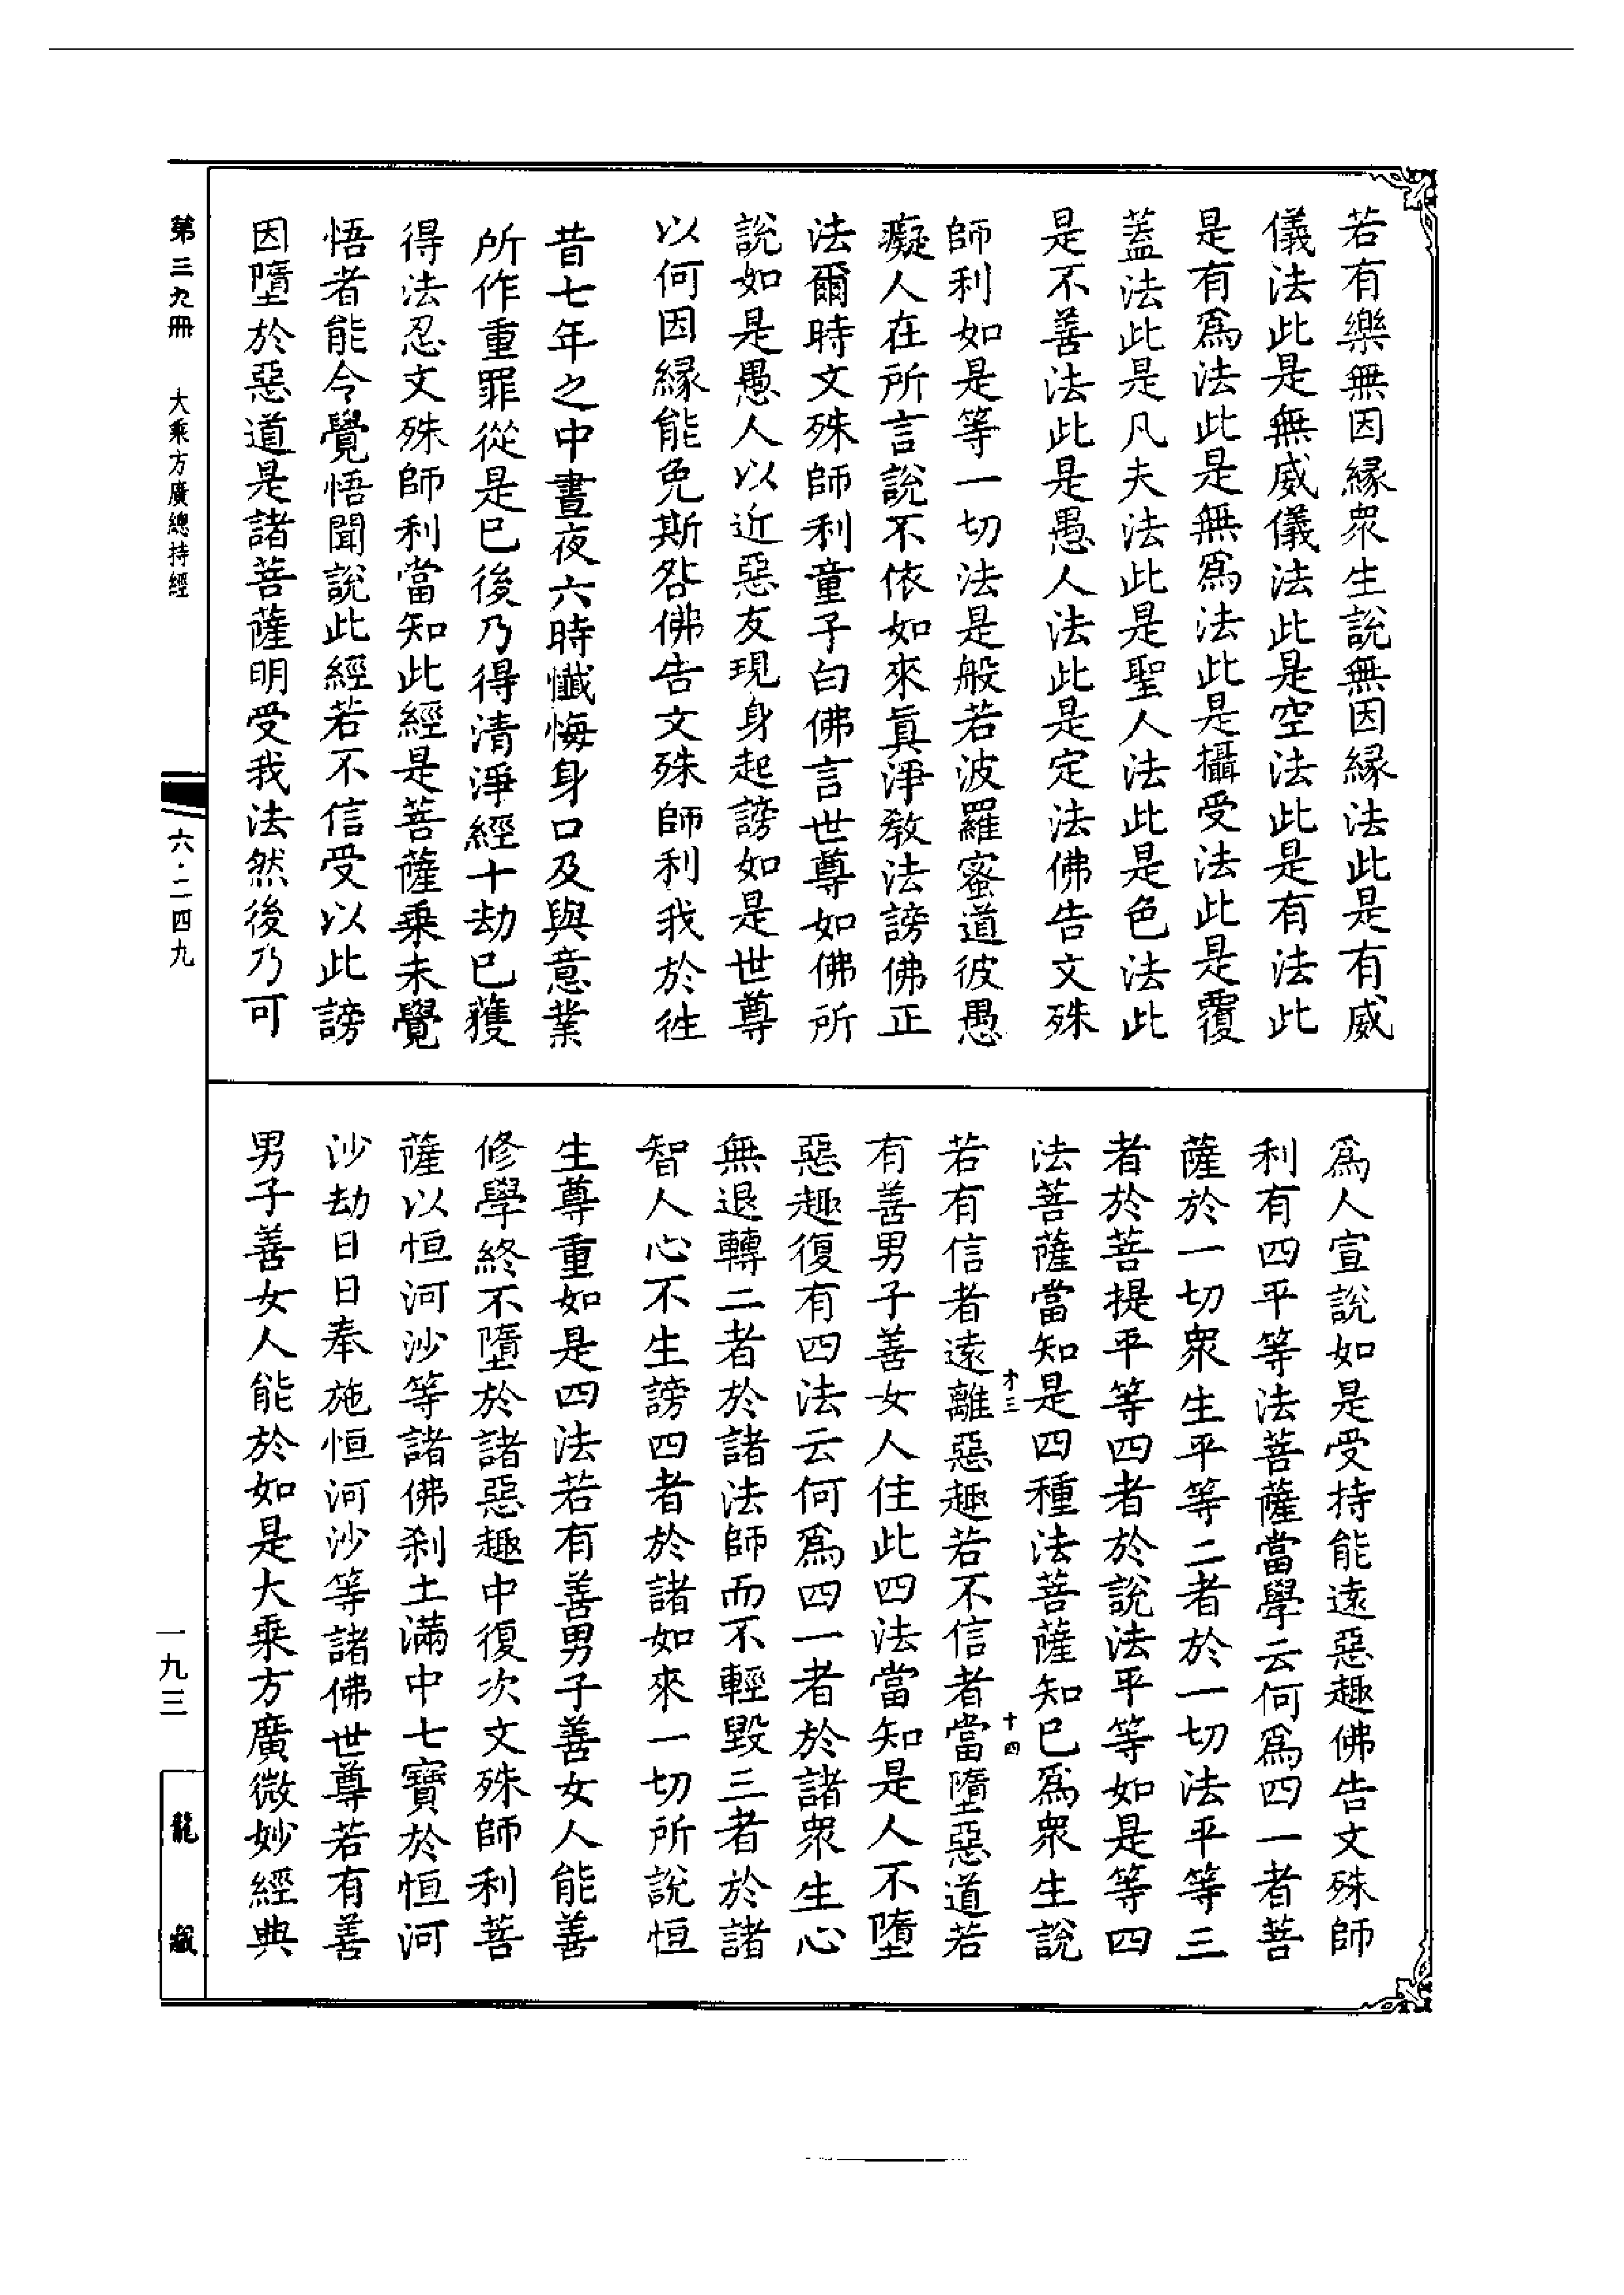 若有樂無因緣衆生說無因緣法此是有威
儀法此是無威儀法此是空法此是有法此
是有爲法此是無爲法此是攝受法此是覆
蓋法此是凡夫法此是聖人法此是色法此
是不善法此是愚人法此是定法佛告文殊
師利如是等一切法是般若波羅蜜道彼愚
癡人在所言說不依如來眞淨敎法謗佛正
法爾時文殊師利童子白佛言世尊如佛所
說如是愚人以近惡友現身起謗如是世尊
以何因緣能免斯咎佛告文殊師利我於徃
昔七年之中晝夜六時懺悔身口及與意業
所作重罪從是已後乃得清淨經十劫已獲
得法忍文殊師利當知此經是菩薩乘未覺
悟者能令覺悟聞說此經若不信受以此謗
因墮於惡道是諸菩薩明受我法然後乃可
爲人宣說如是受持能遠惡趣佛告文殊師
利有四平等法菩薩當學云何爲四一者菩
薩於一切衆生平等二者於一切法平等三
者於菩提平等四者於說法平等如是等四
法菩薩當知是四種法菩薩知已爲衆生說
才三
十四
若有信者遠離惡趣若不信者當墮惡道若
有善男子善女人住此四法當知是人不墮
惡趣復有四法云何爲四一者於諸衆生心
無退轉二者於諸法師而不輕毀三者於諸
智人心不生謗四者於諸如來一切所說恒
生尊重如是四法若有善男子善女人能善
修學終不墮於諸惡趣中復次文殊師利菩
薩以恒河沙等諸佛刹土滿中七寶於恒河
沙劫日日奉施恒河沙等諸佛世尊若有善
男子善女人能於如是大乘方廣微妙經典
第三九冊
大乘方廣總持經
六·二四九
一九三
龍藏